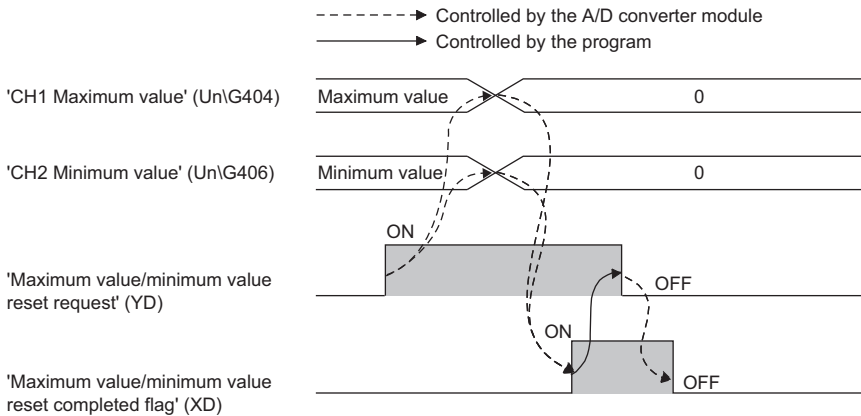 Controlled by the A/D converter module
Controlled by the program
'CH1 Maximum value' (Un\G404)
Maximum value
0
'CH2 Minimum value' (Un\G406)
Minimum value
0
ON
'Maximum value/minimum value
reset request' (YD)
OFF
ON
'Maximum value/minimum value
reset completed flag' (XD)
OFF